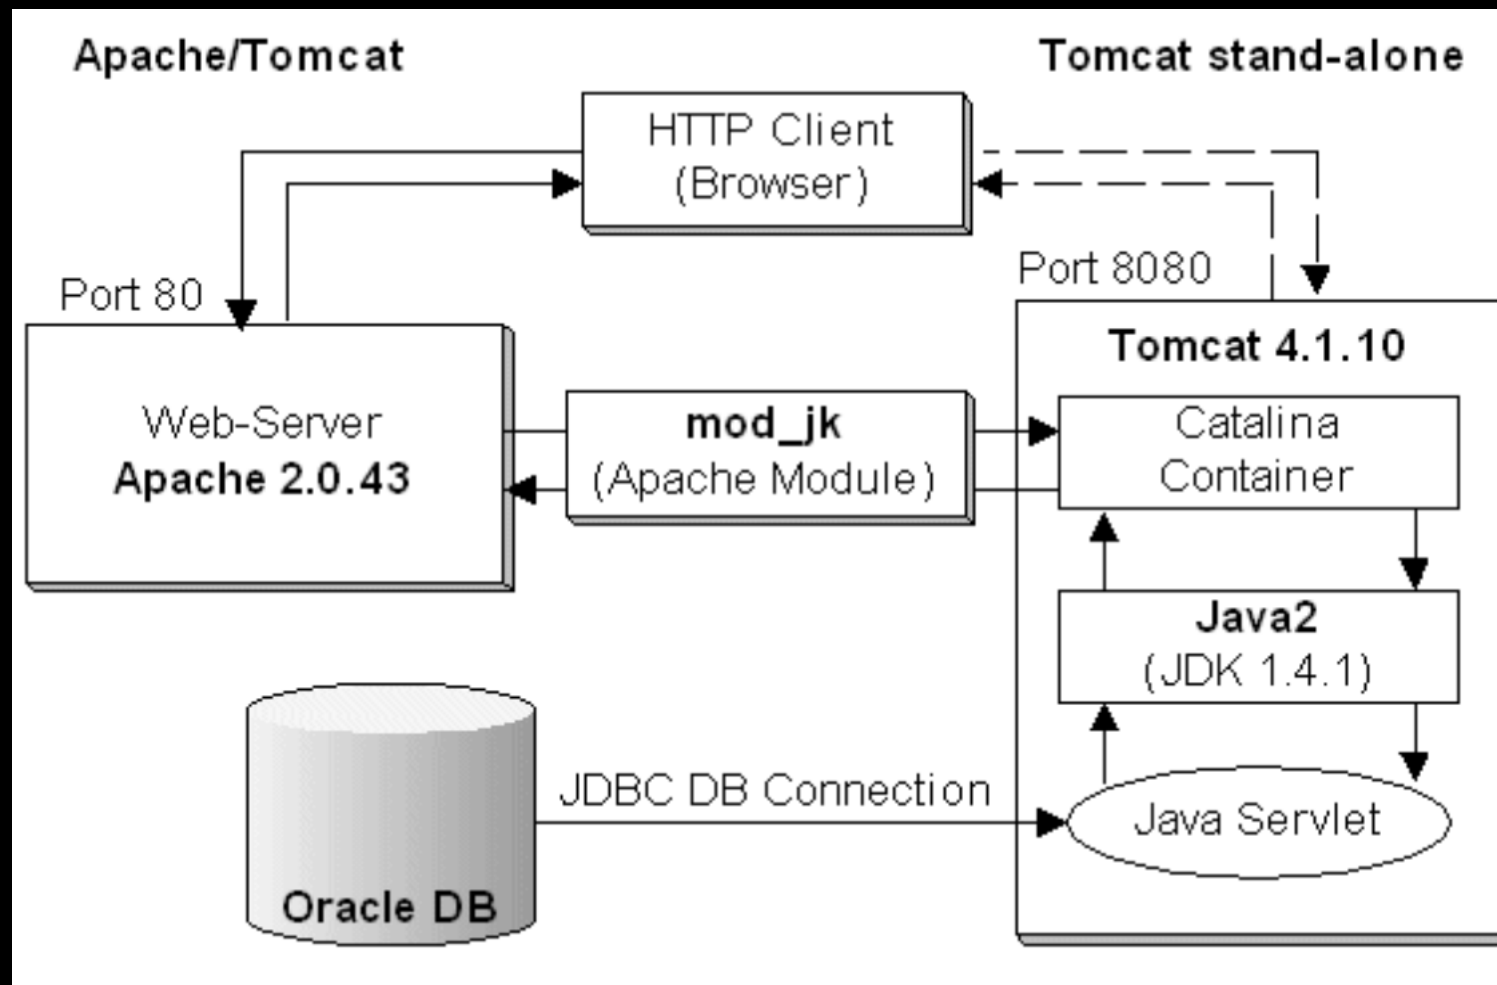 Apache/Tomcat
Tomcat stand-alone
HTTP Client
(Browser)
Port 80
Port 8080
Web-Server
Apache 2.0.43
mod_jk
(Apache Module)
Tomcat 4.1.10
Catalina
Container
Java2
(JDK 1.4.1)
JDBC DB Connection
Java Servlet
Oracle DB